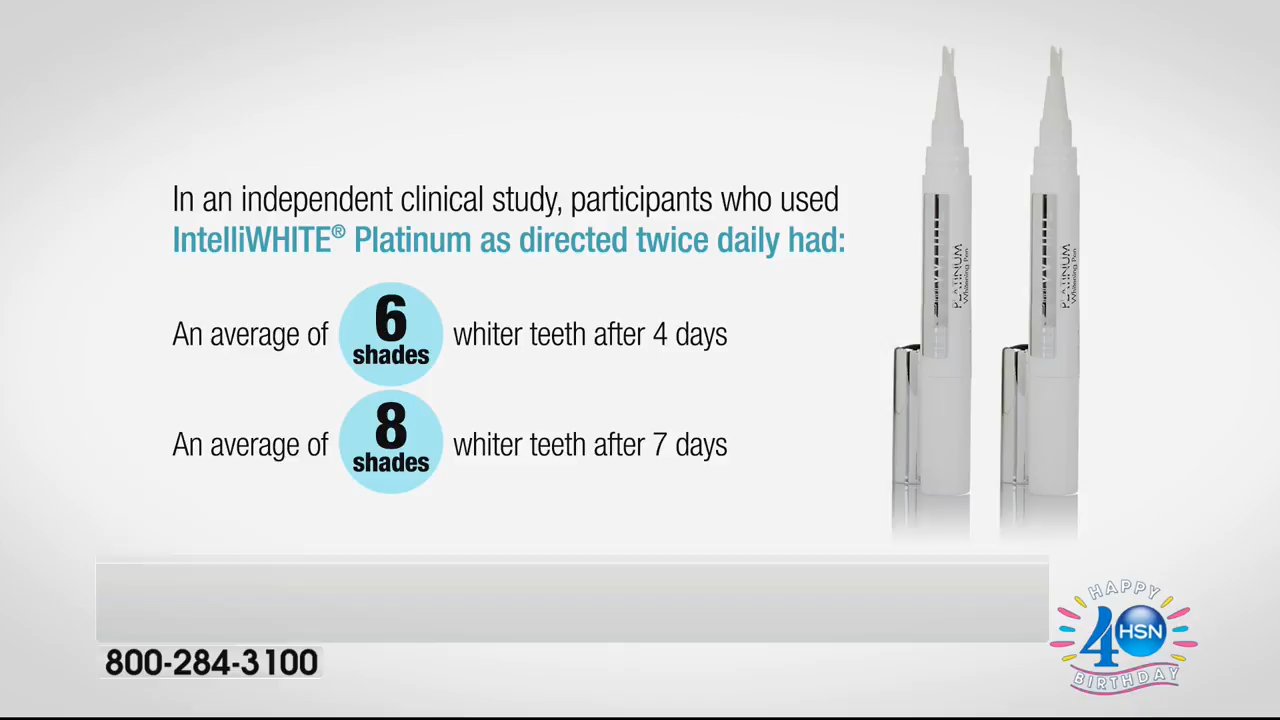 In an independent clinical study, participants who used
IntelliWHITE® Platinum as directed twice daily had:
An average of 6 shades whiter teeth after 4 days
An average of 8 shades whiter teeth after 7 days
PLATINUM
Whitening Pen
PLATINUM
Whitening Pen
800-284-3100
HAPPY
40 HSN
BIRTHDAY